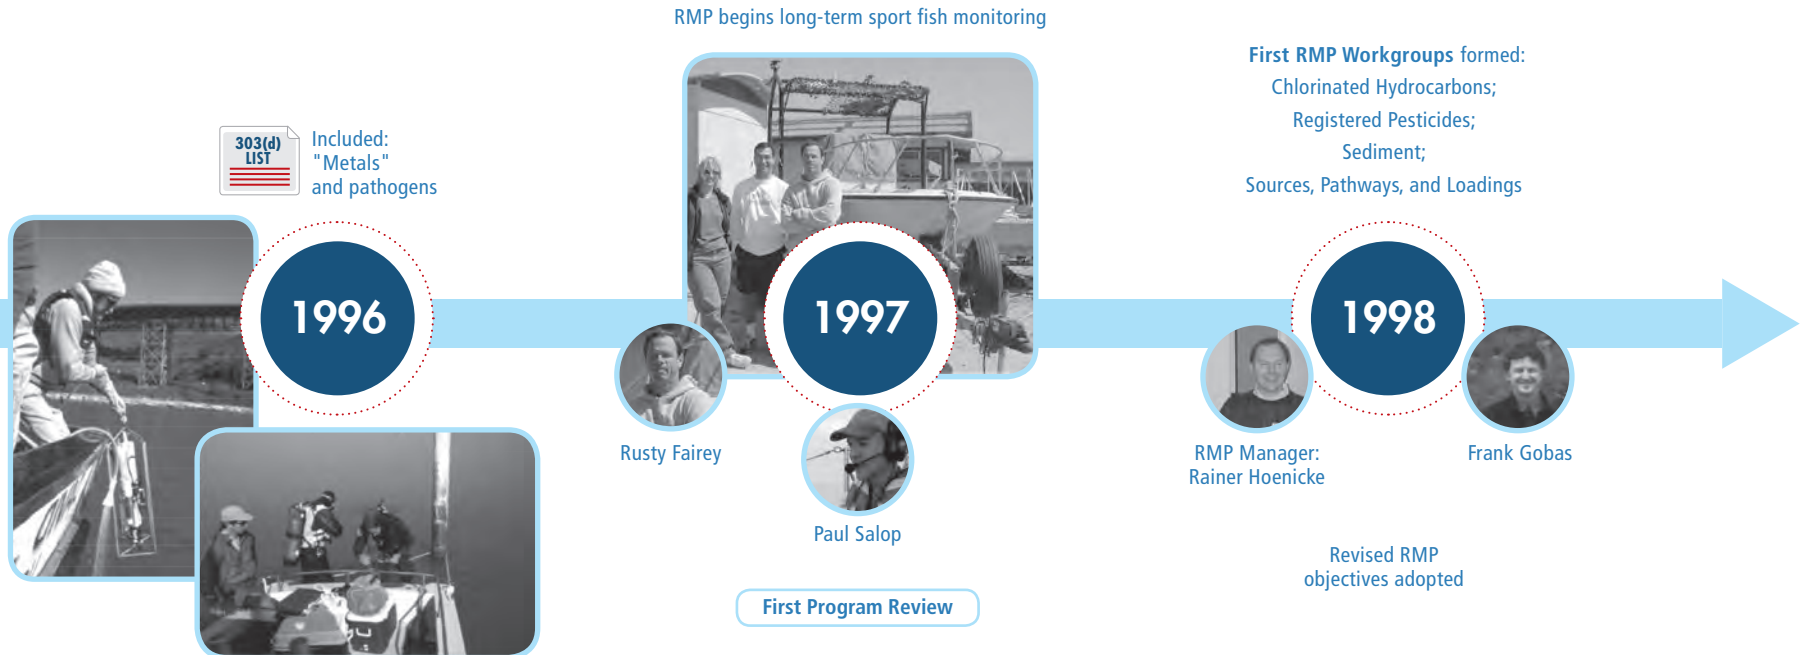 RMP begins long-term sport fish monitoring
303(d)
LIST
Included:
"Metals"
and pathogens
1996
1997
Rusty Fairey
Paul Salop
First Program Review
First RMP Workgroups formed:
Chlorinated Hydrocarbons;
Registered Pesticides;
Sediment;
Sources, Pathways, and Loadings
1998
RMP Manager:
Rainer Hoenicke
Frank Gobas
Revised RMP
objectives adopted